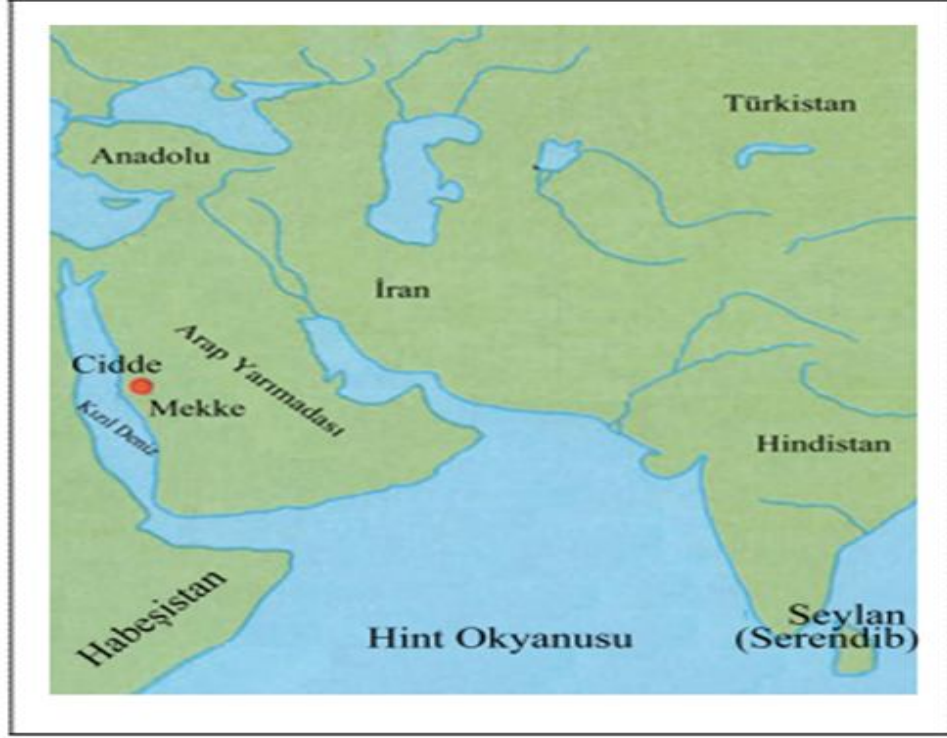 Türkistan
Anadolu
İran
Arap Yarımadası
Cidde
Mekke
Kızıl Deniz
Hindistan
Habeşistan
Hint Okyanusu
Seylan
(Serendib)